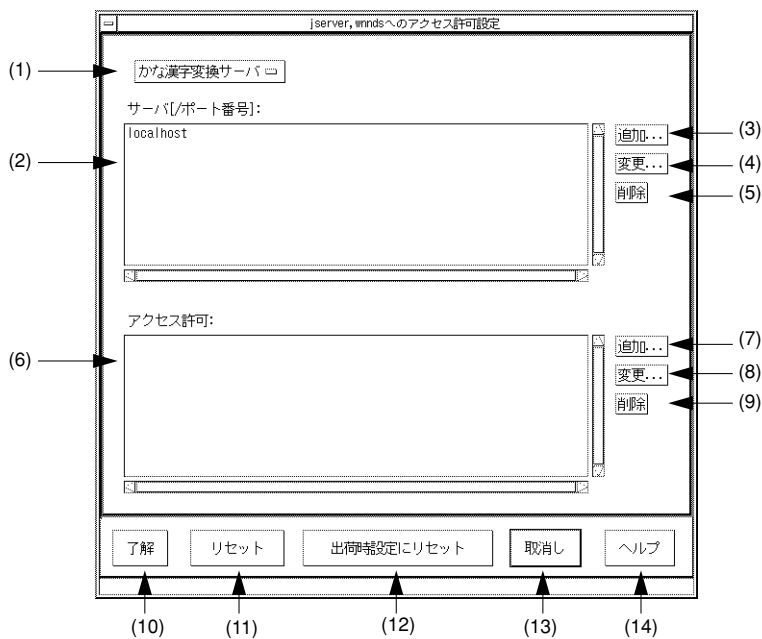 jserver,wnndsへのアクセス許可設定
(1)
かな漢字変換サーバ
サーバ[/ポート番号]:
(2)
localhost
追加...
(3)
変更...
(4)
削除
(5)
アクセス許可:
(6)
追加...
(7)
変更...
(8)
削除
(9)
了解
リセット
出荷時設定にリセット
取消し
ヘルプ
(10)
(11)
(12)
(13)
(14)